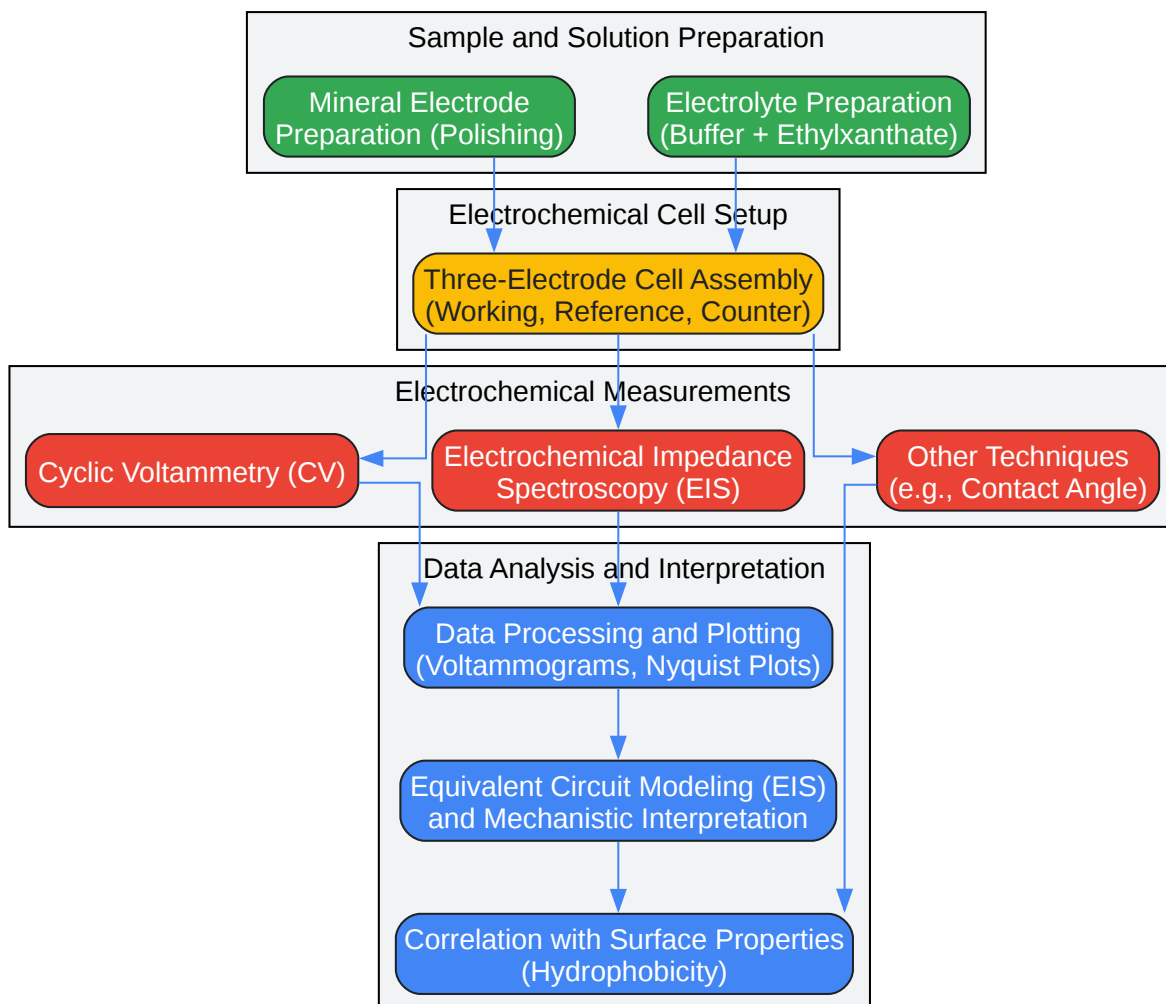 Sample and Solution Preparation
Mineral Electrode
Preparation (Polishing)
Electrolyte Preparation
(Buffer + Ethylxanthate)
Electrochemical Cell Setup
Three-Electrode Cell Assembly
(Working, Reference, Counter)
Electrochemical Measurements
Cyclic Voltammetry (CV)
Electrochemical Impedance
Spectroscopy (EIS)
Other Techniques
(e.g., Contact Angle)
Data Analysis and Interpretation
Data Processing and Plotting
(Voltammograms, Nyquist Plots)
Equivalent Circuit Modeling (EIS)
and Mechanistic Interpretation
Correlation with Surface Properties
(Hydrophobicity)